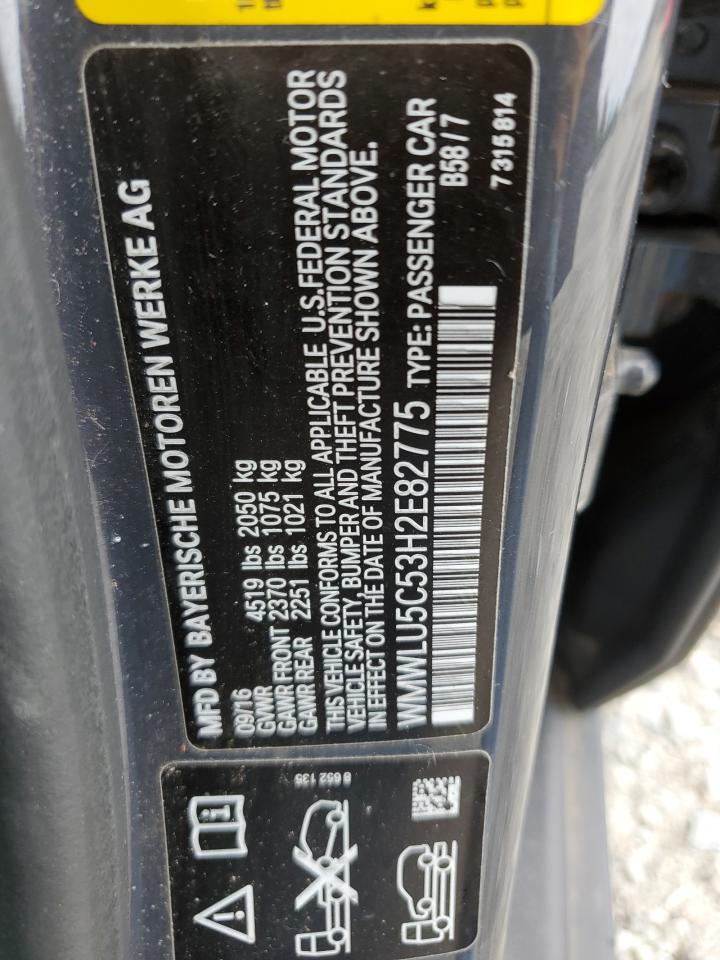 MFD BY BAYERISCHE MOTOREN WERKE AG
09/16
GVWR 4519 lbs 2050 kg
GAWR FRONT 2370 lbs 1075 kg
GAWR REAR 2251 lbs 1021 kg
THIS VEHICLE CONFORMS TO ALL APPLICABLE U.S.FEDERAL MOTOR
VEHICLE SAFETY, BUMPER AND THEFT PREVENTION STANDARDS
IN EFFECT ON THE DATE OF MANUFACTURE SHOWN ABOVE.
WMWLU5C53H2E82775 TYPE: PASSENGER CAR
B58 / 7
7 315 814
8 652 135